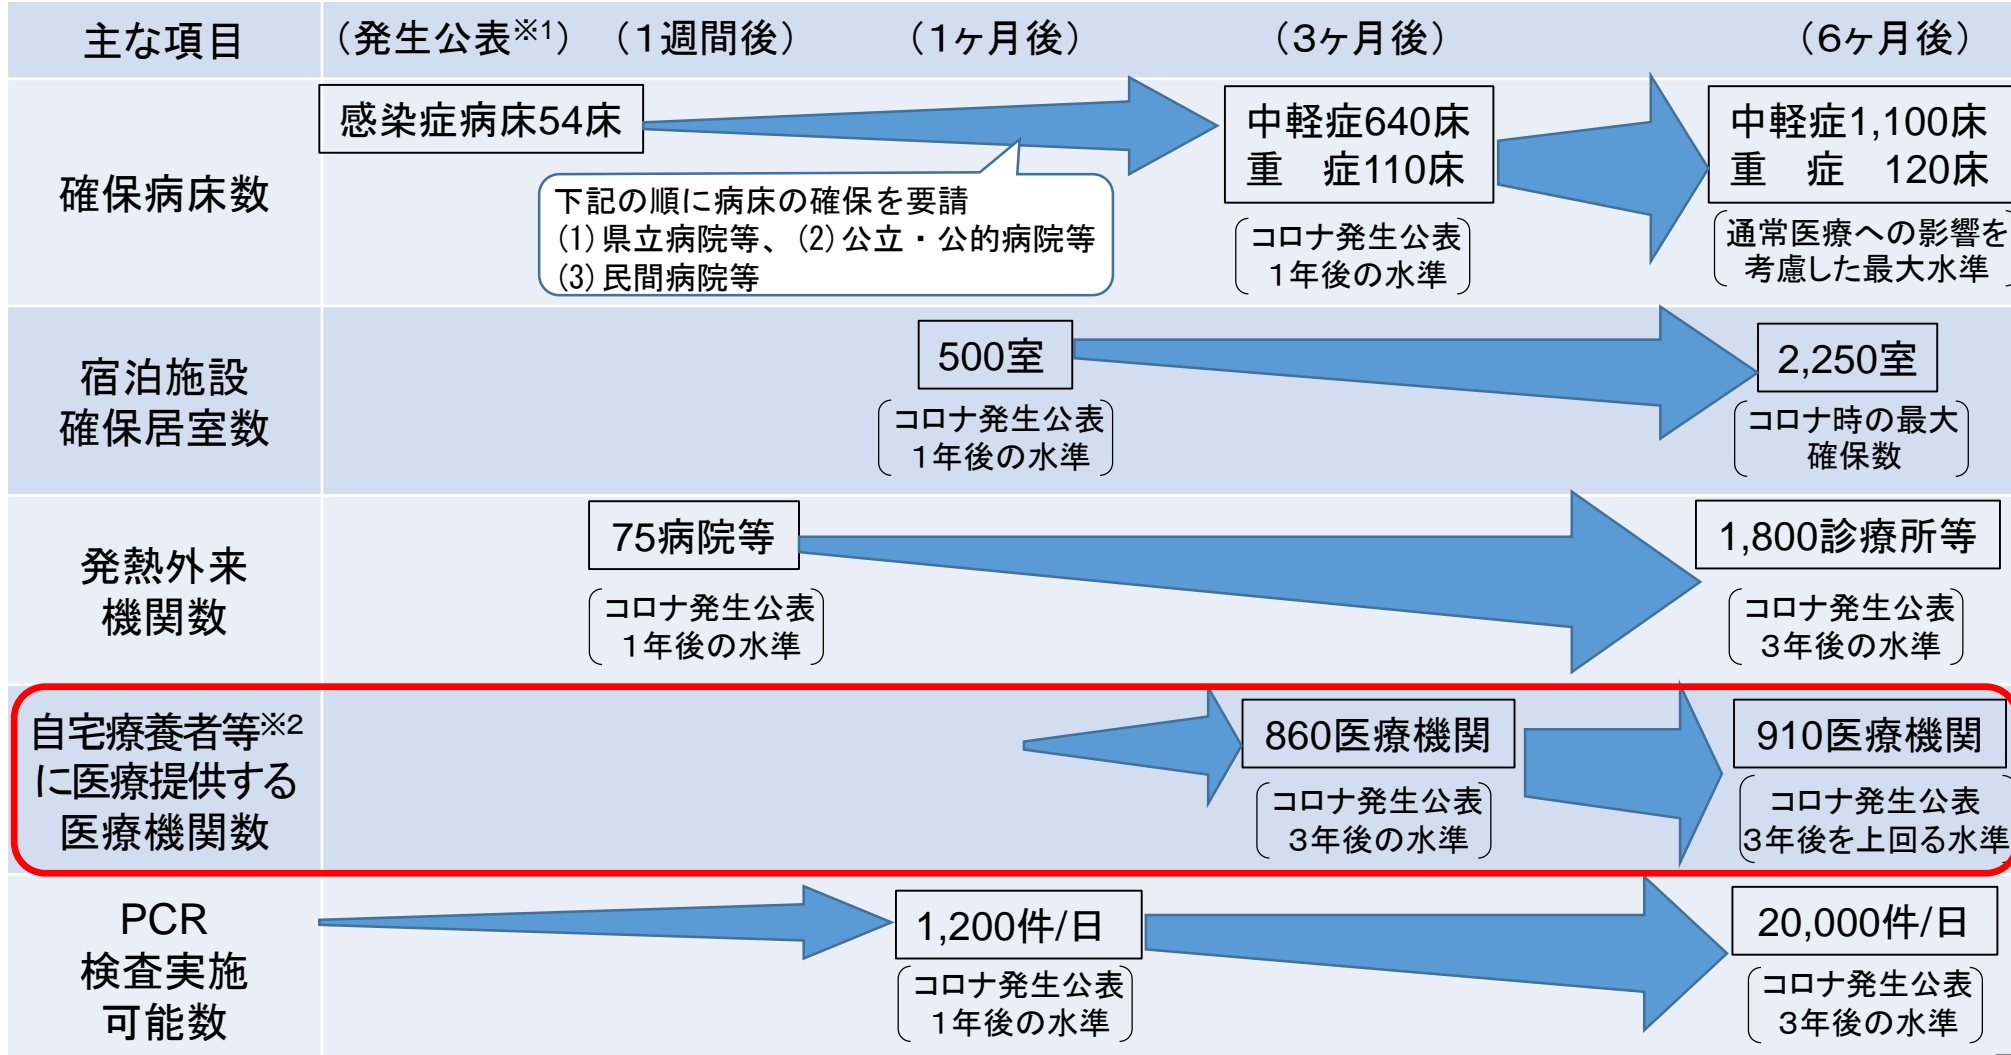 主な項目
（発生公表※1）
（１週間後）
（１ヶ月後）
（３ヶ月後）
（６ヶ月後）
確保病床数
感染症病床54床
下記の順に病床の確保を要請
(1)県立病院等、(2)公立・公的病院等
(3)民間病院等
中軽症640床
重　症110床
コロナ発生公表
１年後の水準
中軽症1,100床
重　症　120床
通常医療への影響を
考慮した最大水準
宿泊施設
確保居室数
500室
コロナ発生公表
１年後の水準
2,250室
コロナ時の最大
確保数
発熱外来
機関数
75病院等
コロナ発生公表
１年後の水準
1,800診療所等
コロナ発生公表
３年後の水準
自宅療養者等※2
に医療提供する
医療機関数
860医療機関
コロナ発生公表
３年後の水準
910医療機関
コロナ発生公表
３年後を上回る水準
PCR
検査実施
可能数
1,200件/日
コロナ発生公表
１年後の水準
20,000件/日
コロナ発生公表
３年後の水準